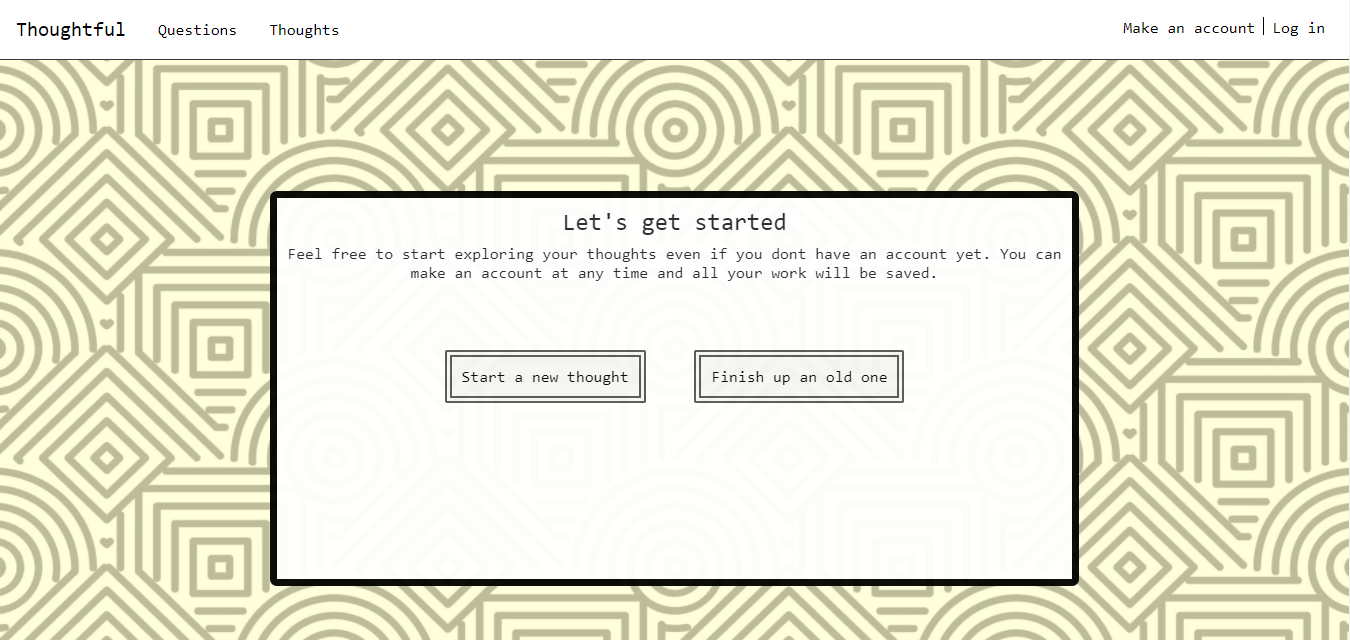 Thoughtful Questions Thoughts Make an account | Log in
Let's get started
Feel free to start exploring your thoughts even if you dont have an account yet. You can
make an account at any time and all your work will be saved.
Start a new thought Finish up an old one